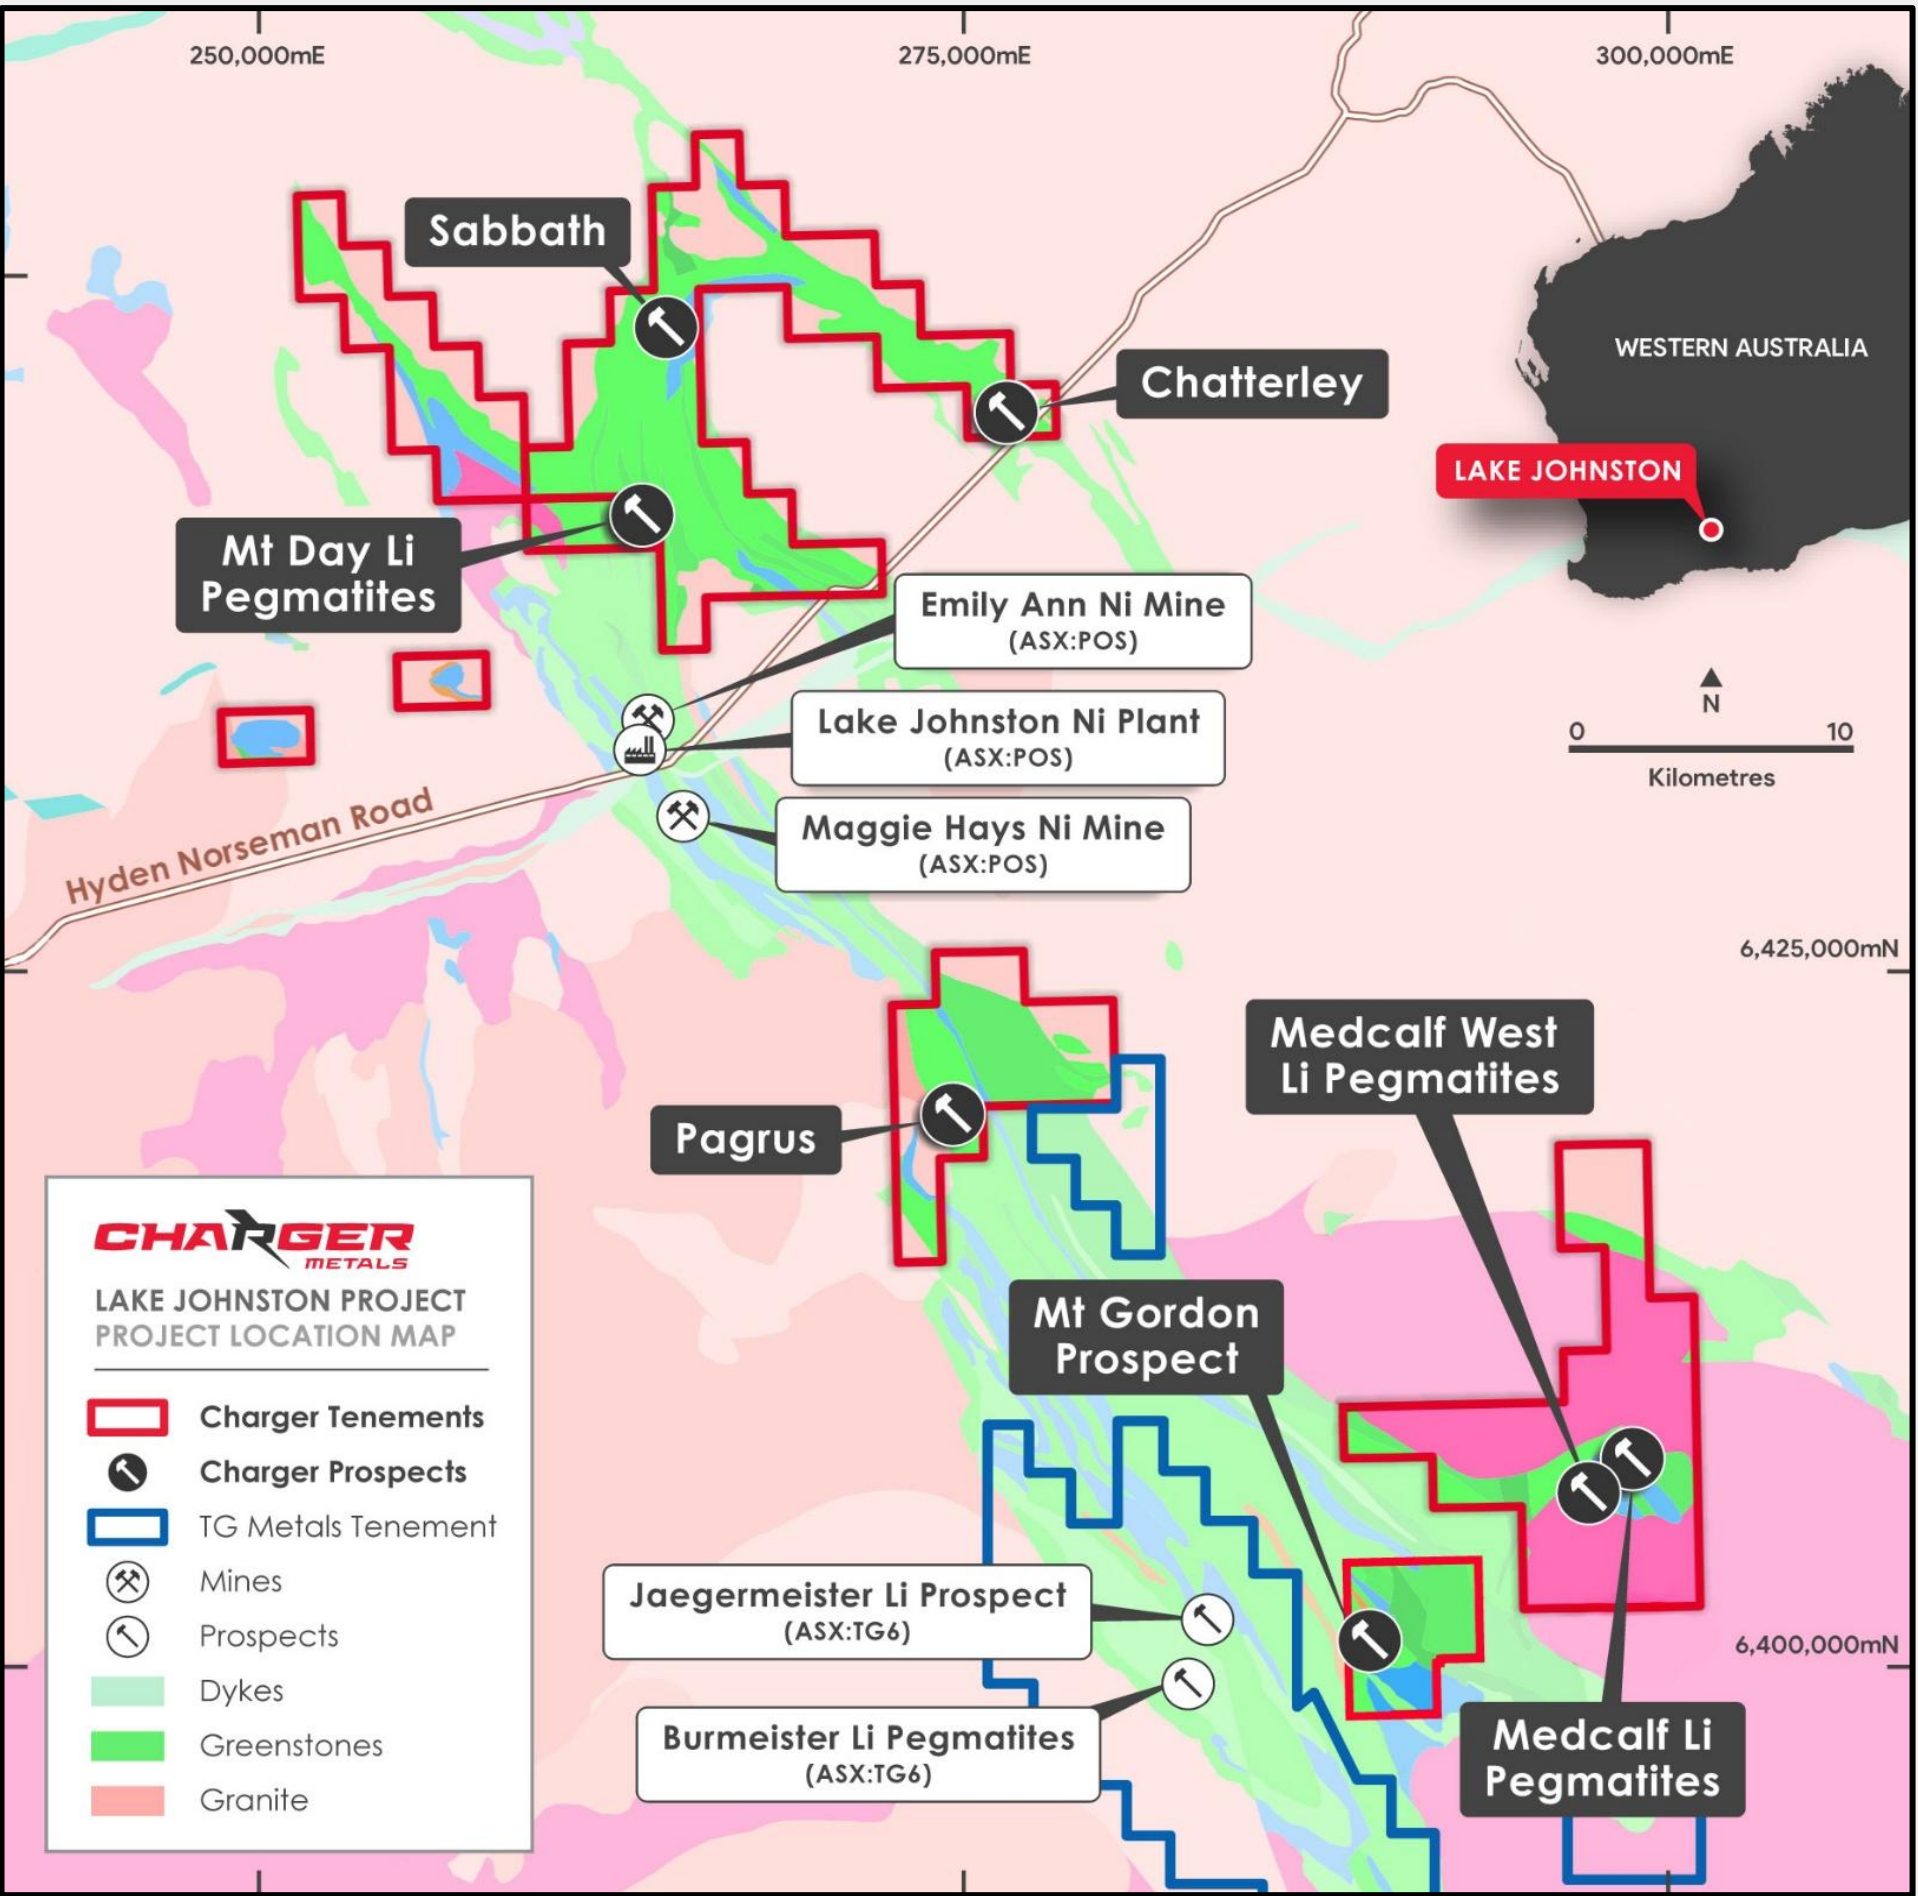 250,000mE
275,000mE
300,000mE
Sabbath
Chatterley
WESTERN AUSTRALIA
LAKE JOHNSTON
Mt Day Li
Pegmatites
Emily Ann Ni Mine
(ASX:POS)
Lake Johnston Ni Plant
(ASX:POS)
Maggie Hays Ni Mine
(ASX:POS)
N
0 10
Kilometres
Hyden Norseman Road
6,425,000mN
Medcalf West
Li Pegmatites
Pagrus
Mt Gordon
Prospect
CHARGER
METALS
LAKE JOHNSTON PROJECT
PROJECT LOCATION MAP
Charger Tenements
Charger Prospects
TG Metals Tenement
Mines
Prospects
Dykes
Greenstones
Granite
Jaegermeister Li Prospect
(ASX:TG6)
Burmeister Li Pegmatites
(ASX:TG6)
6,400,000mN
Medcalf Li
Pegmatites